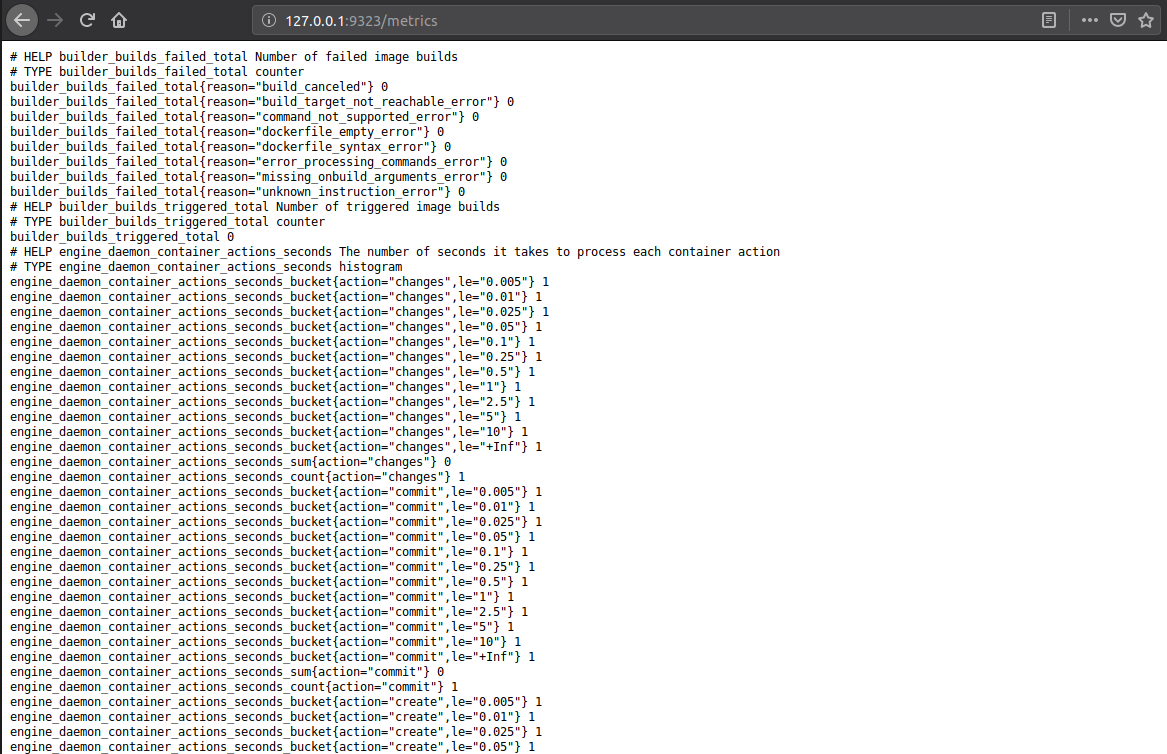 127.0.0.1:9323/metrics
# HELP builder_builds_failed_total Number of failed image builds
# TYPE builder_builds_failed_total counter
builder_builds_failed_total{reason="build_canceled"} 0
builder_builds_failed_total{reason="build_target_not_reachable_error"} 0
builder_builds_failed_total{reason="command_not_supported_error"} 0
builder_builds_failed_total{reason="dockerfile_empty_error"} 0
builder_builds_failed_total{reason="dockerfile_syntax_error"} 0
builder_builds_failed_total{reason="error_processing_commands_error"} 0
builder_builds_failed_total{reason="missing_onbuild_arguments_error"} 0
builder_builds_failed_total{reason="unknown_instruction_error"} 0
# HELP builder_builds_triggered_total Number of triggered image builds
# TYPE builder_builds_triggered_total counter
builder_builds_triggered_total 0
# HELP engine_daemon_container_actions_seconds The number of seconds it takes to process each container action
# TYPE engine_daemon_container_actions_seconds histogram
engine_daemon_container_actions_seconds_bucket{action="changes",le="0.005"} 1
engine_daemon_container_actions_seconds_bucket{action="changes",le="0.01"} 1
engine_daemon_container_actions_seconds_bucket{action="changes",le="0.025"} 1
engine_daemon_container_actions_seconds_bucket{action="changes",le="0.05"} 1
engine_daemon_container_actions_seconds_bucket{action="changes",le="0.1"} 1
engine_daemon_container_actions_seconds_bucket{action="changes",le="0.25"} 1
engine_daemon_container_actions_seconds_bucket{action="changes",le="0.5"} 1
engine_daemon_container_actions_seconds_bucket{action="changes",le="1"} 1
engine_daemon_container_actions_seconds_bucket{action="changes",le="2.5"} 1
engine_daemon_container_actions_seconds_bucket{action="changes",le="5"} 1
engine_daemon_container_actions_seconds_bucket{action="changes",le="10"} 1
engine_daemon_container_actions_seconds_bucket{action="changes",le="+Inf"} 1
engine_daemon_container_actions_seconds_sum{action="changes"} 0
engine_daemon_container_actions_seconds_count{action="changes"} 1
engine_daemon_container_actions_seconds_bucket{action="commit",le="0.005"} 1
engine_daemon_container_actions_seconds_bucket{action="commit",le="0.01"} 1
engine_daemon_container_actions_seconds_bucket{action="commit",le="0.025"} 1
engine_daemon_container_actions_seconds_bucket{action="commit",le="0.05"} 1
engine_daemon_container_actions_seconds_bucket{action="commit",le="0.1"} 1
engine_daemon_container_actions_seconds_bucket{action="commit",le="0.25"} 1
engine_daemon_container_actions_seconds_bucket{action="commit",le="0.5"} 1
engine_daemon_container_actions_seconds_bucket{action="commit",le="1"} 1
engine_daemon_container_actions_seconds_bucket{action="commit",le="2.5"} 1
engine_daemon_container_actions_seconds_bucket{action="commit",le="5"} 1
engine_daemon_container_actions_seconds_bucket{action="commit",le="10"} 1
engine_daemon_container_actions_seconds_bucket{action="commit",le="+Inf"} 1
engine_daemon_container_actions_seconds_sum{action="commit"} 0
engine_daemon_container_actions_seconds_count{action="commit"} 1
engine_daemon_container_actions_seconds_bucket{action="create",le="0.005"} 1
engine_daemon_container_actions_seconds_bucket{action="create",le="0.01"} 1
engine_daemon_container_actions_seconds_bucket{action="create",le="0.025"} 1
engine_daemon_container_actions_seconds_bucket{action="create",le="0.05"} 1